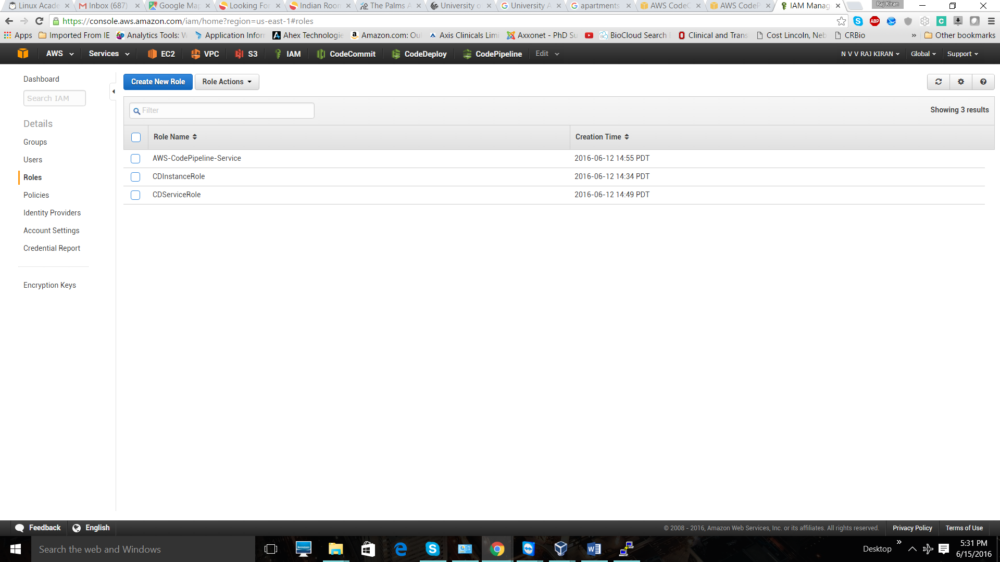 Linux Acade
Inbox (687)
Google Map
Looking For
Indian Room
The Palms A
University o
University A
apartments
AWS CodeC
AWS CodeP
IAM Manag
Raj Kiran
https://console.aws.amazon.com/iam/home?region=us-east-1#roles
Apps
Imported From IE
Analytics Tools: W
Application Infor
Ahex Technologie
Amazon.com: Ou
Axis Clinicals Limi
Axxonet - PhD Su
BioCloud Search
Clinical and Trans
Cost Lincoln, Neb
CRBio
» Other bookmarks
AWS
Services
EC2
VPC
S3
IAM
CodeCommit
CodeDeploy
CodePipeline
Edit
N V V RAJ KIRAN
Global
Support
Dashboard
Search IAM
Details
Groups
Users
Roles
Policies
Identity Providers
Account Settings
Credential Report
Encryption Keys
Create New Role
Role Actions
Filter
Showing 3 results
Role Name Creation Time
AWS-CodePipeline-Service 2016-06-12 14:55 PDT
CDInstanceRole 2016-06-12 14:34 PDT
CDServiceRole 2016-06-12 14:49 PDT
Feedback
English
© 2008 - 2016, Amazon Web Services, Inc. or its affiliates. All rights reserved.
Privacy Policy
Terms of Use
Search the web and Windows
Desktop
5:31 PM
6/15/2016